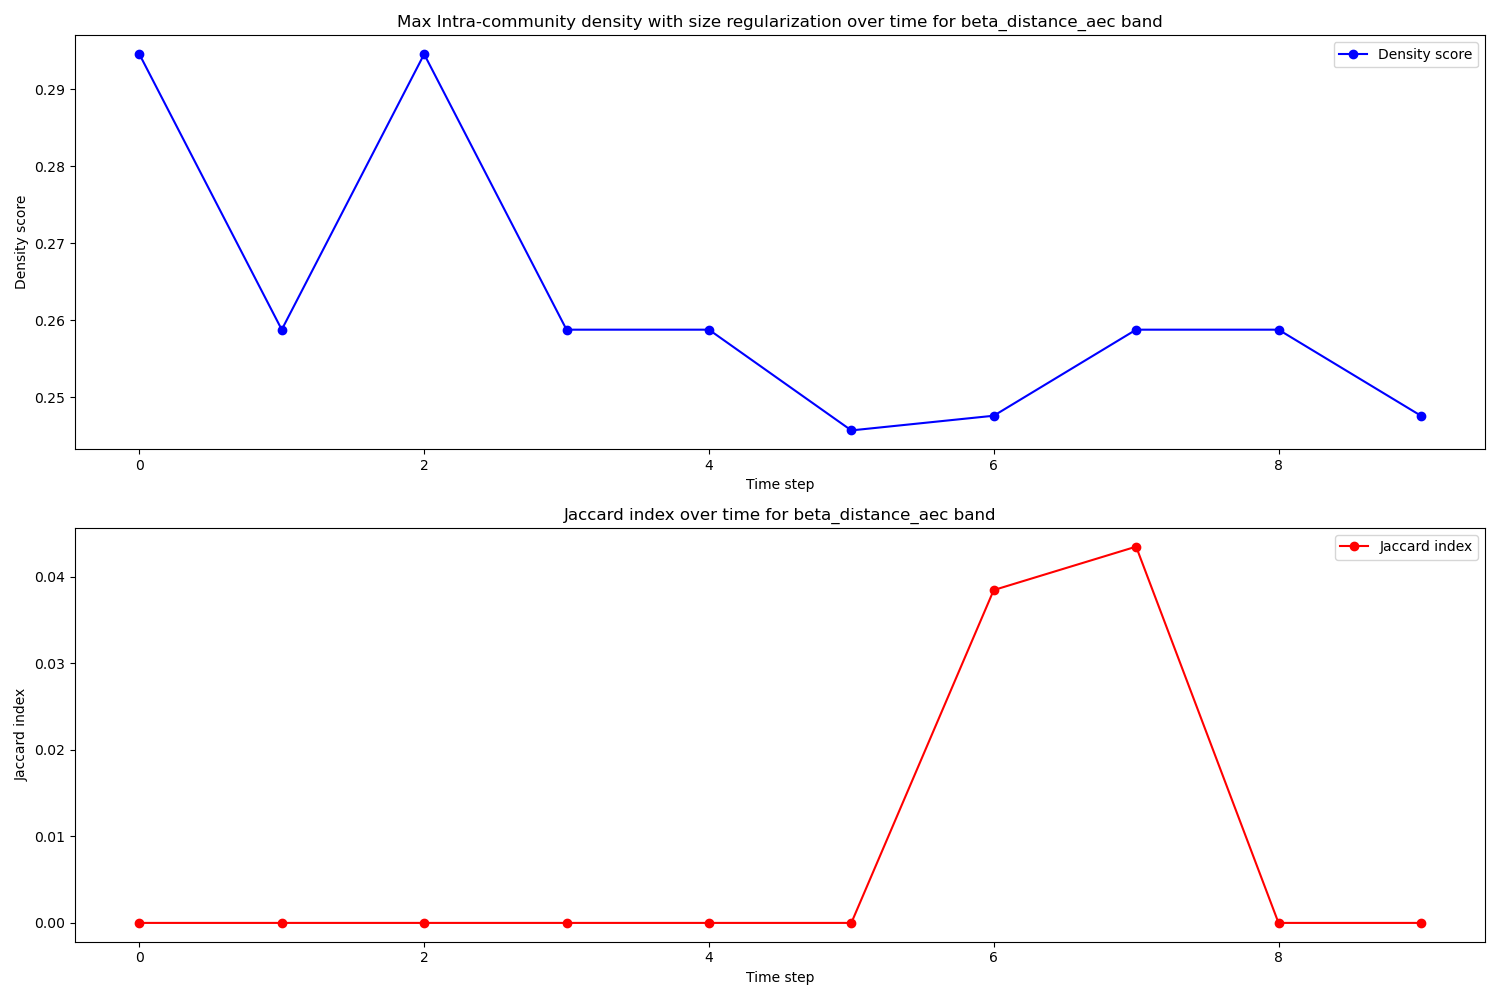 Max Intra-community density with size regularization over time for beta_distance_aec band
Density score
0.29
0.28
0.27
0.26
0.25
Density score
0 2 4 6 8
Time step
Jaccard index over time for beta_distance_aec band
Jaccard index
0.04
0.03
0.02
0.01
0.00
Jaccard index
0 2 4 6 8
Time step